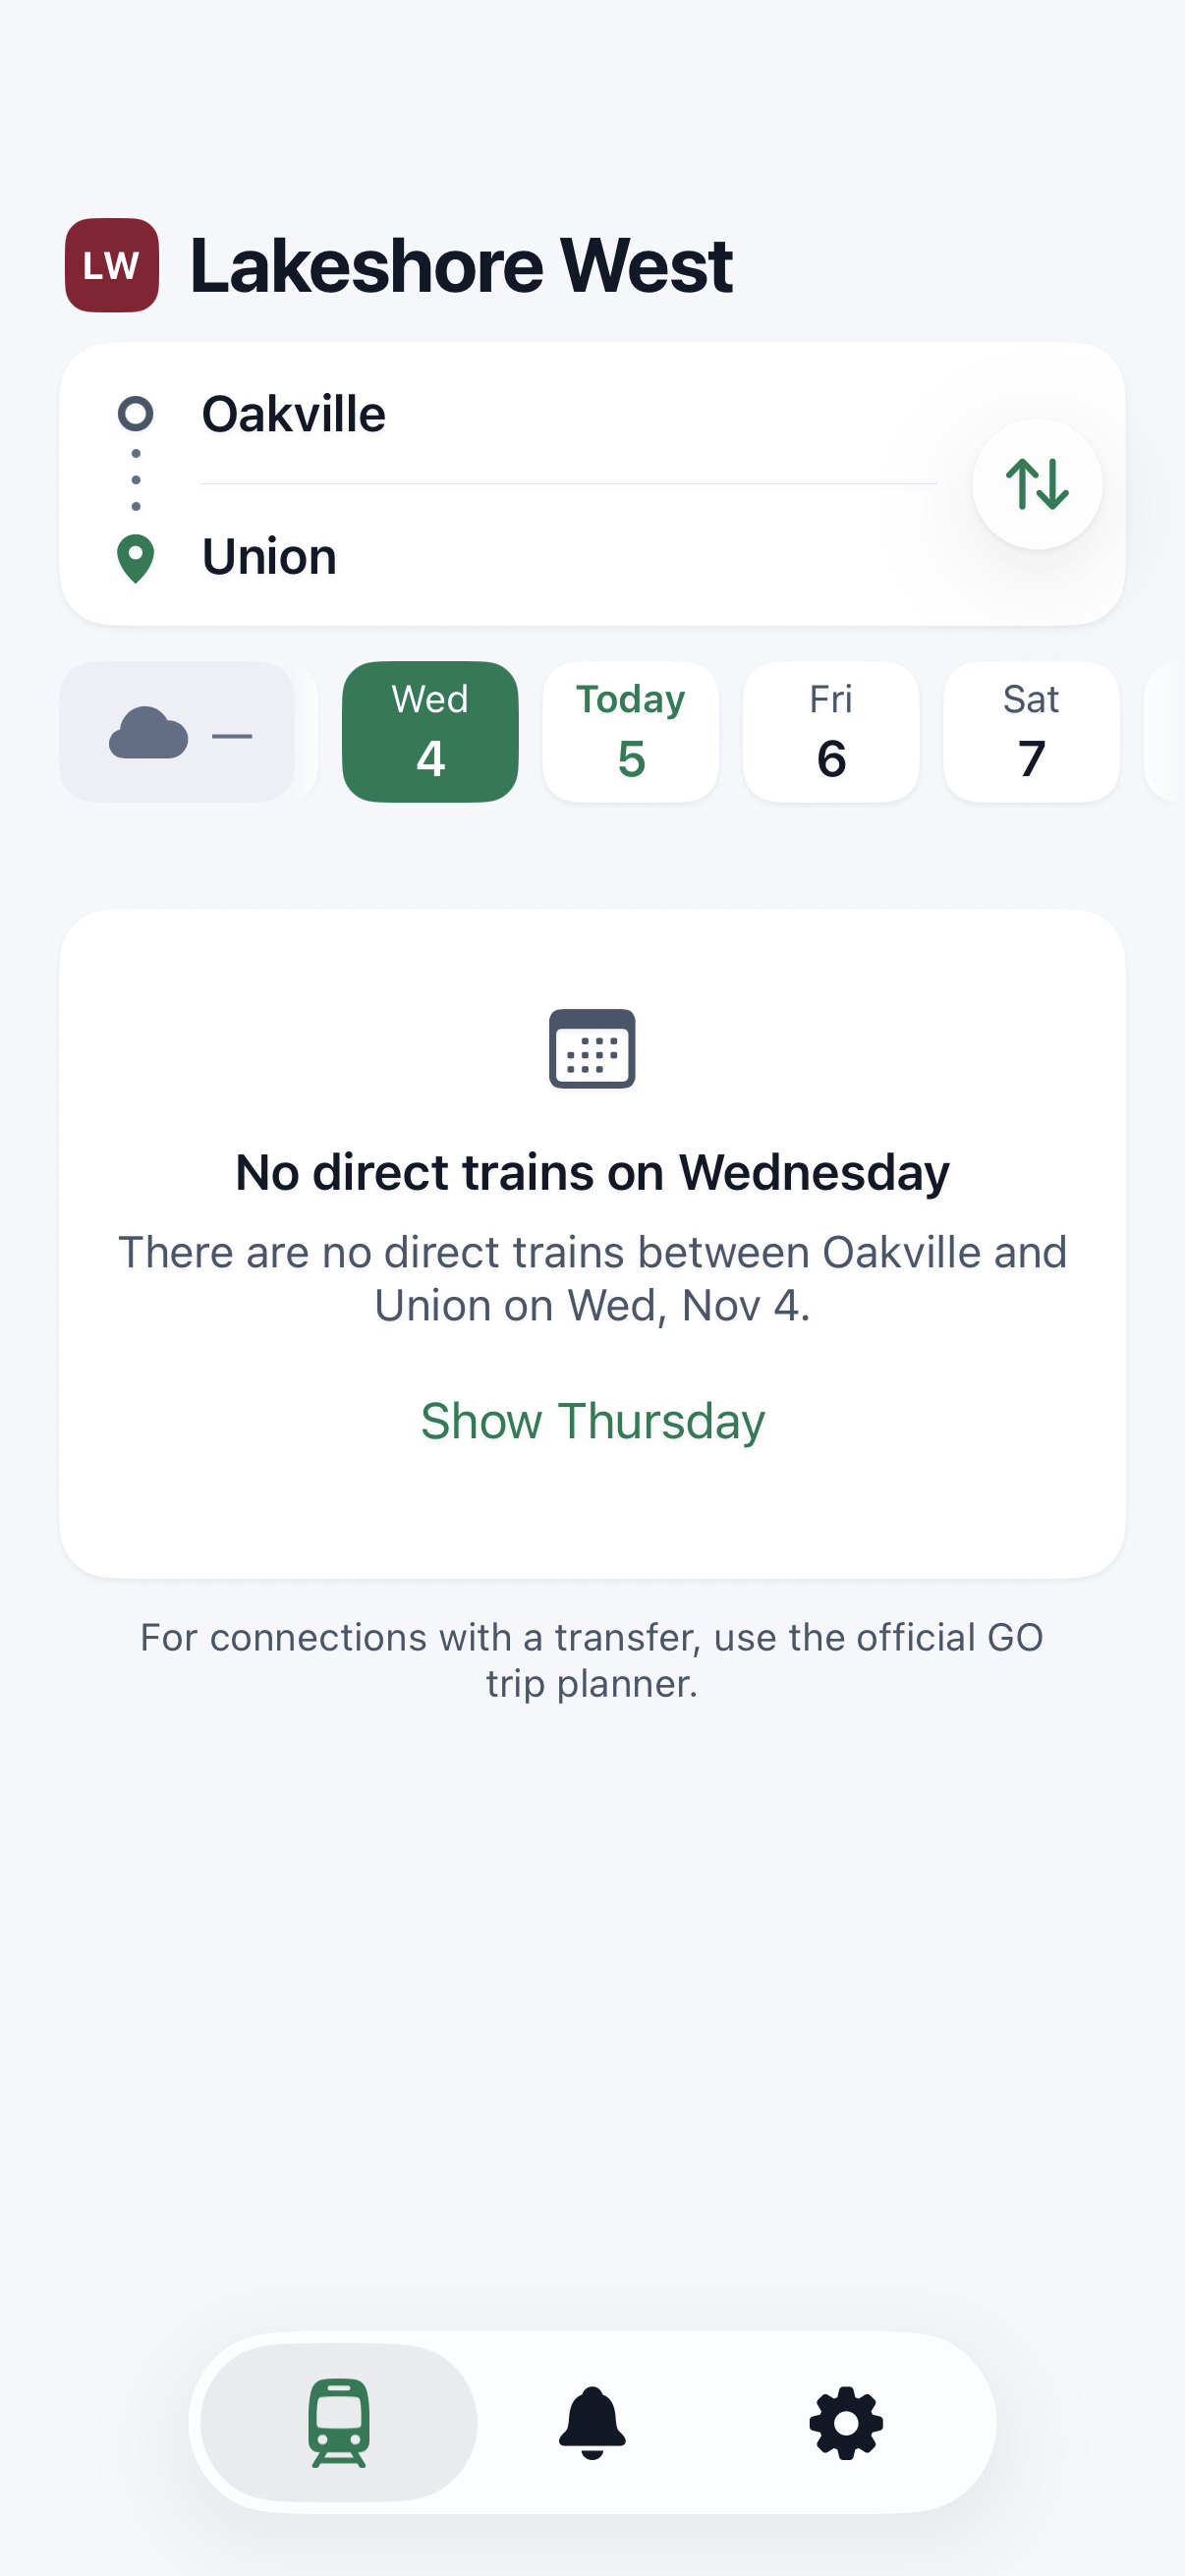 LW Lakeshore West
Oakville
Union
—
Wed Today Fri Sat
4 5 6 7
No direct trains on Wednesday
There are no direct trains between Oakville and
Union on Wed, Nov 4.
Show Thursday
For connections with a transfer, use the official GO
trip planner.